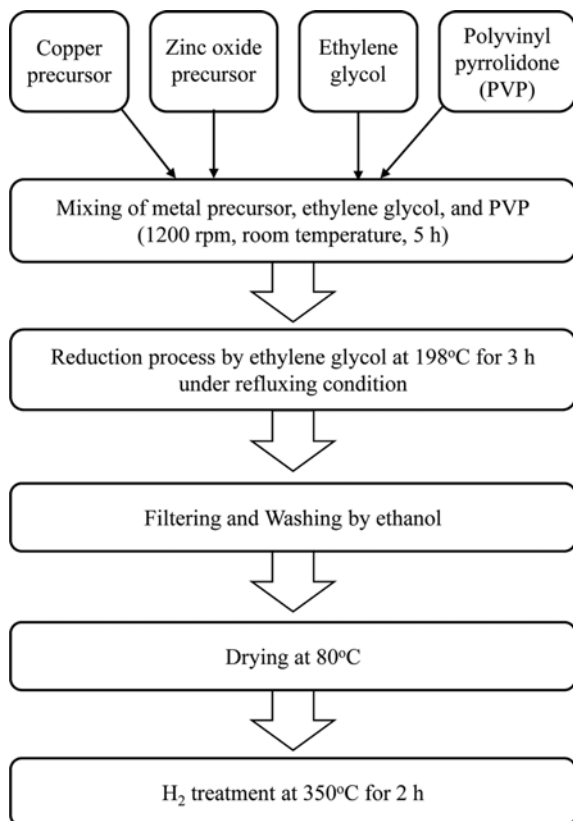 Copper
precursor
Zinc oxide
precursor
Ethylene
glycol
Polyvinyl
pyrrolidone
(PVP)
Mixing of metal precursor, ethylene glycol, and PVP
(1200 rpm, room temperature, 5 h)
Reduction process by ethylene glycol at 198°C for 3 h
under refluxing condition
Filtering and Washing by ethanol
Drying at 80°C
H₂ treatment at 350°C for 2 h